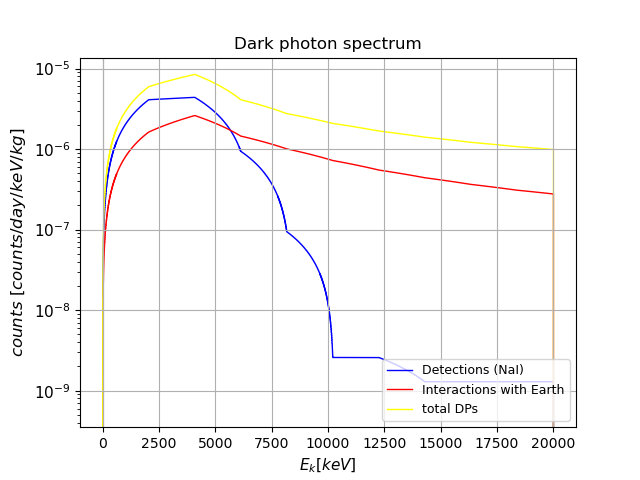 Dark photon spectrum
counts [counts/day/keV/kg]
10⁻⁵
10⁻⁶
10⁻⁷
10⁻⁸
10⁻⁹
Detections (NaI)
Interactions with Earth
total DPs
0 2500 5000 7500 10000 12500 15000 17500 20000
Eₖ[keV]